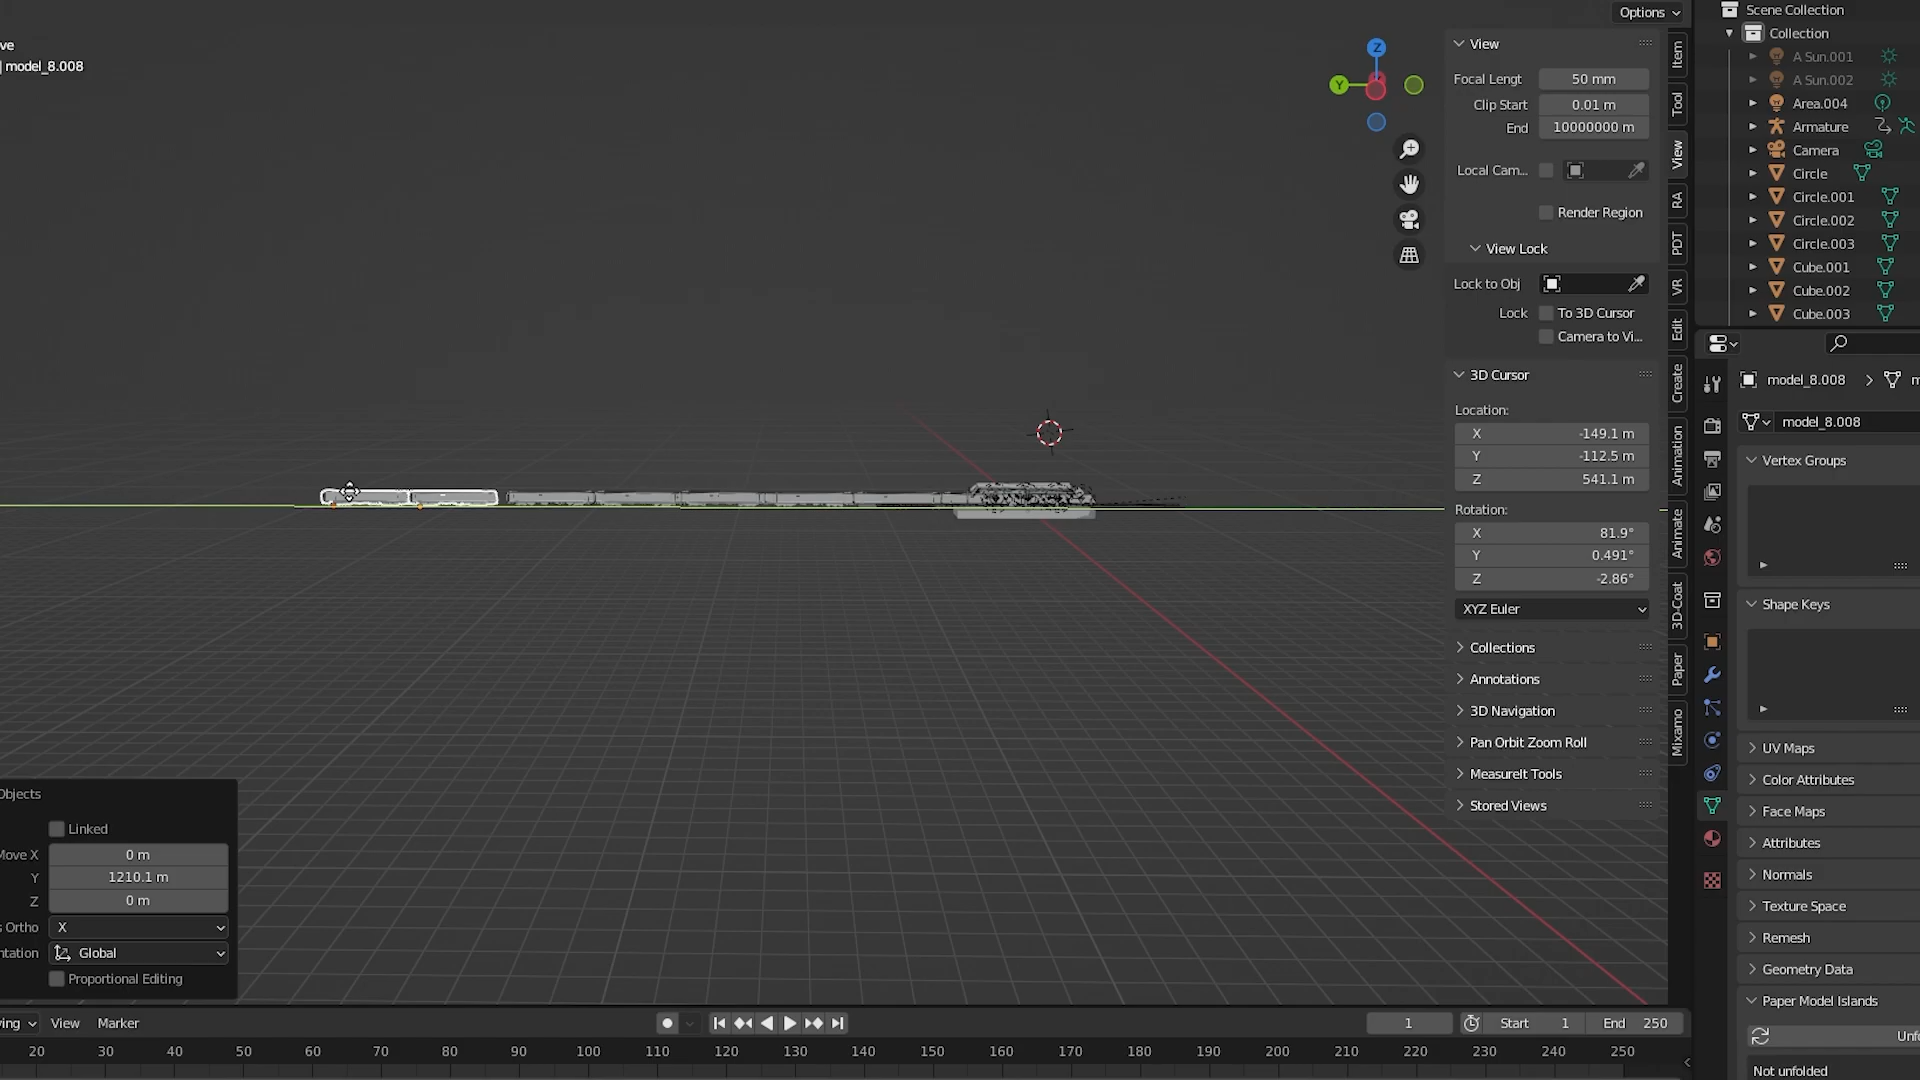 Options
ve
| model_8.008
Z
Y
View
Focal Lengt 50 mm
Clip Start 0.01 m
End 10000000 m
Local Cam...
Render Region
View Lock
Lock to Obj
Lock To 3D Cursor
Camera to Vi...
3D Cursor
Location:
X -149.1 m
Y -112.5 m
Z 541.1 m
Rotation:
X 81.9°
Y 0.491°
Z -2.86°
XYZ Euler
Collections
Annotations
3D Navigation
Pan Orbit Zoom Roll
MeasureIt Tools
Stored Views
Item
Tool
View
RA
PDT
VR
Edit
Create
Animation
Animate
3D-Coat
Paper
Mixamo
Scene Collection
Collection
A Sun.001
A Sun.002
Area.004
Armature
Camera
Circle
Circle.001
Circle.002
Circle.003
Cube.001
Cube.002
Cube.003
model_8.008 > m
model_8.008
Vertex Groups
Shape Keys
UV Maps
Color Attributes
Face Maps
Attributes
Normals
Texture Space
Remesh
Geometry Data
Paper Model Islands
Unfo
Not unfolded
Objects
Linked
Move X 0 m
Y 1210.1 m
Z 0 m
s Ortho X
ntation Global
Proportional Editing
ying View Marker
1 Start 1 End 250
20 30 40 50 60 70 80 90 100 110 120 130 140 150 160 170 180 190 200 210 220 230 240 250